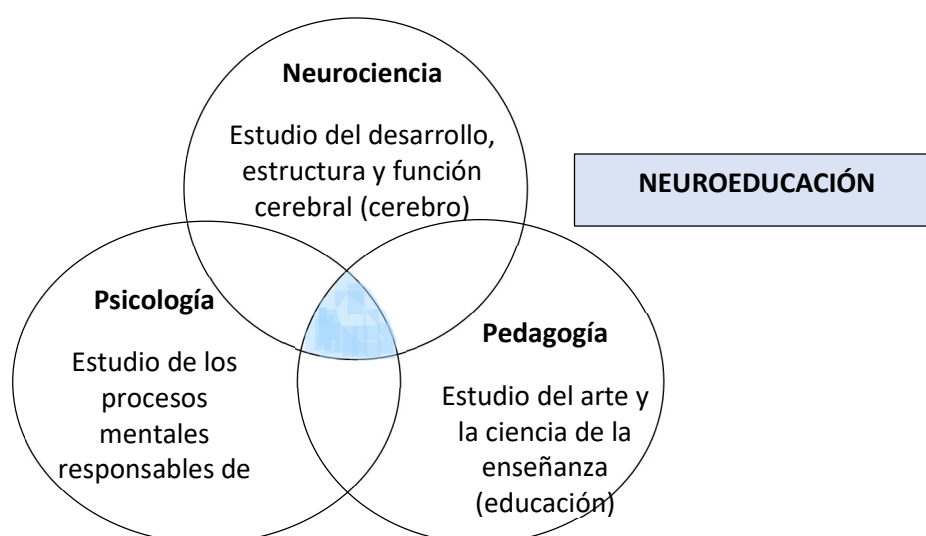 Neurociencia
Estudio del desarrollo,
estructura y función
cerebral (cerebro)
NEUROEDUCACIÓN
Psicología
Estudio de los
procesos
mentales
responsables de
Pedagogía
Estudio del arte y
la ciencia de la
enseñanza
(educación)